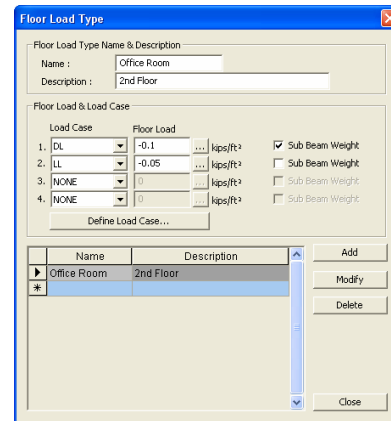 Floor Load Type
Floor Load Type Name & Description
Name : Office Room
Description : 2nd Floor
Floor Load & Load Case
Load Case Floor Load
1. DL -0.1 ... kips/ft² Sub Beam Weight
2. LL -0.05 ... kips/ft² Sub Beam Weight
3. NONE 0 ... kips/ft² Sub Beam Weight
4. NONE 0 ... kips/ft² Sub Beam Weight
Define Load Case...
Name Description
Office Room 2nd Floor
Add
Modify
Delete
Close